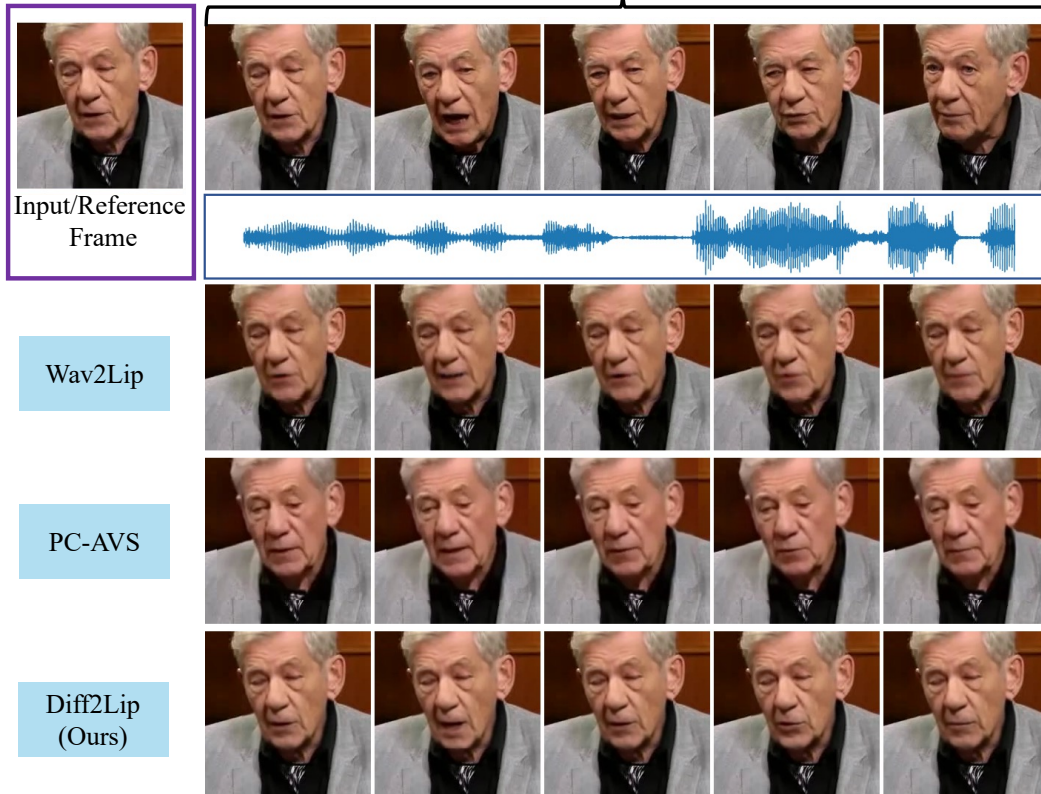 Input/Reference
Frame
Wav2Lip
PC-AVS
Diff2Lip
(Ours)